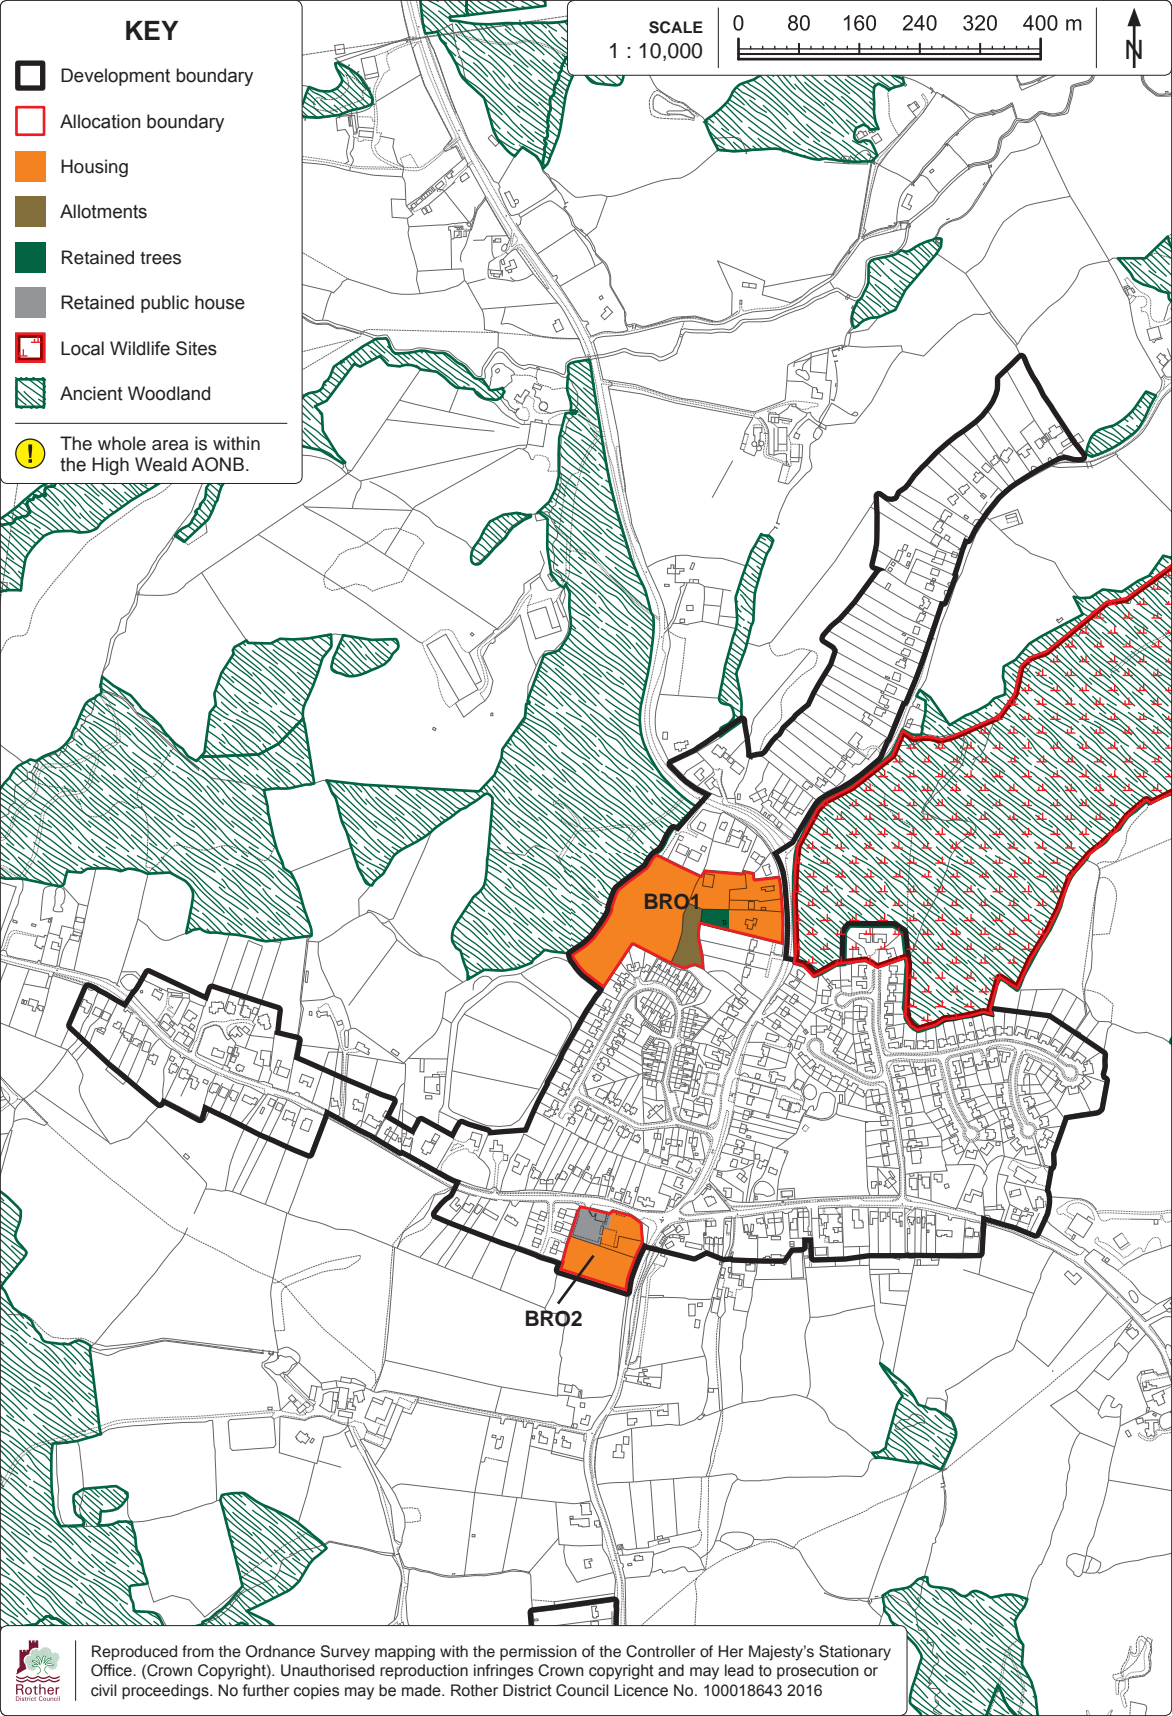 KEY
Development boundary
Allocation boundary
Housing
Allotments
Retained trees
Retained public house
Local Wildlife Sites
Ancient Woodland
!
The whole area is within
the High Weald AONB.
SCALE
1 : 10,000
0 80 160 240 320 400 m
N
BRO1
BRO2
Rother
District Council
Reproduced from the Ordnance Survey mapping with the permission of the Controller of Her Majesty’s Stationary
Office. (Crown Copyright). Unauthorised reproduction infringes Crown copyright and may lead to prosecution or
civil proceedings. No further copies may be made. Rother District Council Licence No. 100018643 2016